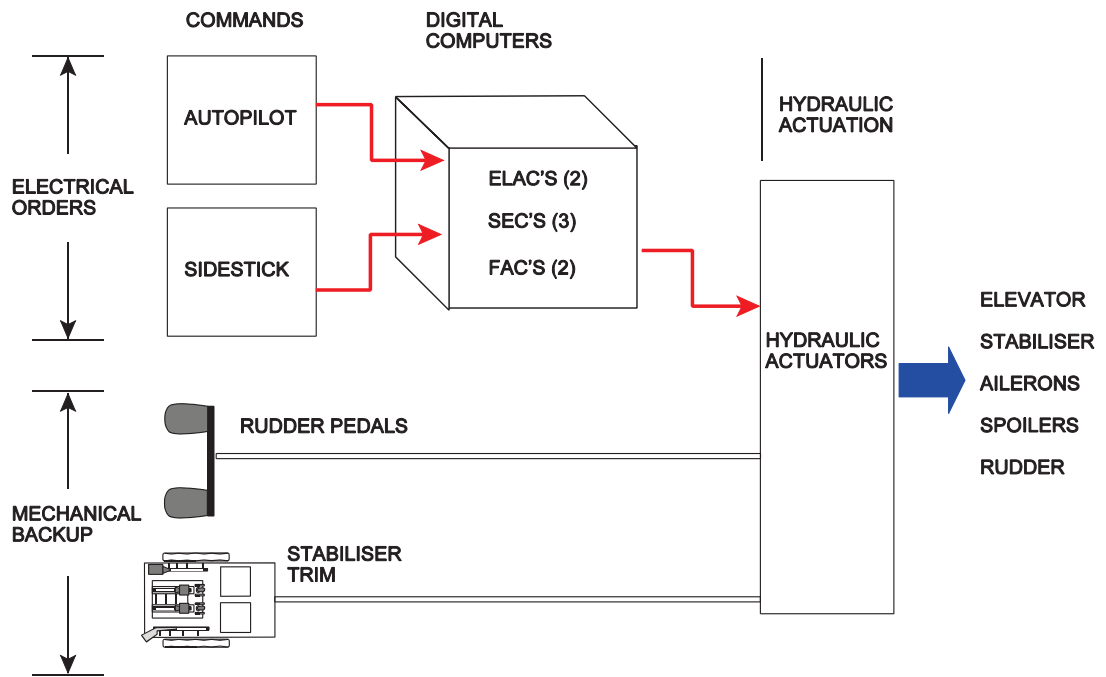 COMMANDS
DIGITAL
COMPUTERS
HYDRAULIC
ACTUATION
AUTOPILOT
ELECTRICAL
ORDERS
SIDESTICK
ELAC'S (2)
SEC'S (3)
FAC'S (2)
HYDRAULIC
ACTUATORS
ELEVATOR
STABILISER
AILERONS
SPOILERS
RUDDER
MECHANICAL
BACKUP
RUDDER PEDALS
STABILISER
TRIM